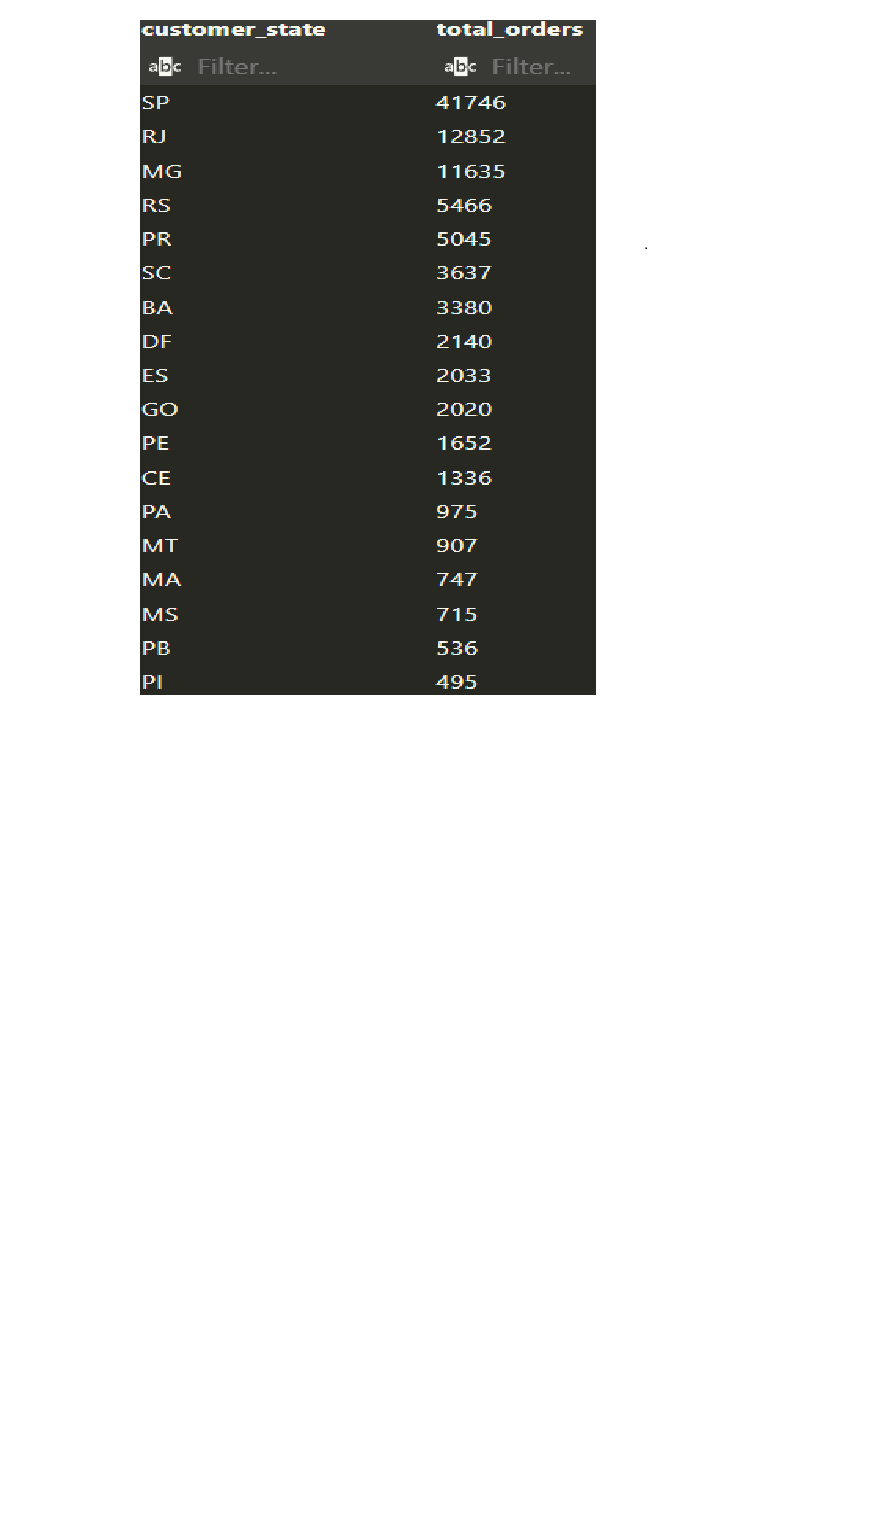 customer_state total_orders
abc Filter... abc Filter...
SP 41746
RJ 12852
MG 11635
RS 5466
PR 5045
SC 3637
BA 3380
DF 2140
ES 2033
GO 2020
PE 1652
CE 1336
PA 975
MT 907
MA 747
MS 715
PB 536
PI 495
.